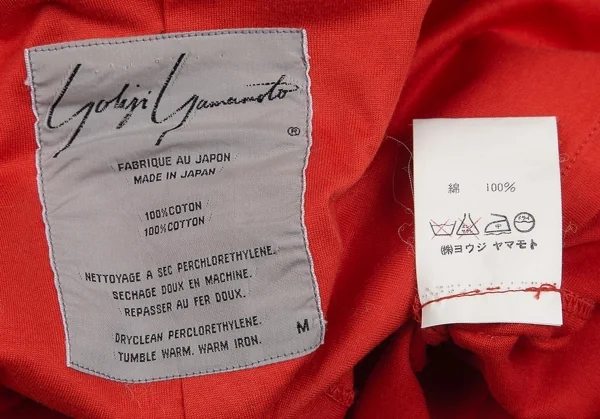 Yohji Yamamoto
®
FABRIQUE AU JAPON
MADE IN JAPAN
100%COTON
100%COTTON
NETTOYAGE A SEC PERCHLORETHYLENE.
SECHAGE DOUX EN MACHINE.
REPASSER AU FER DOUX.
DRYCLEAN PERCLORETHYLENE.
TUMBLE WARM. WARM IRON.
M
綿 100%
㈱ヨウジ ヤマモト